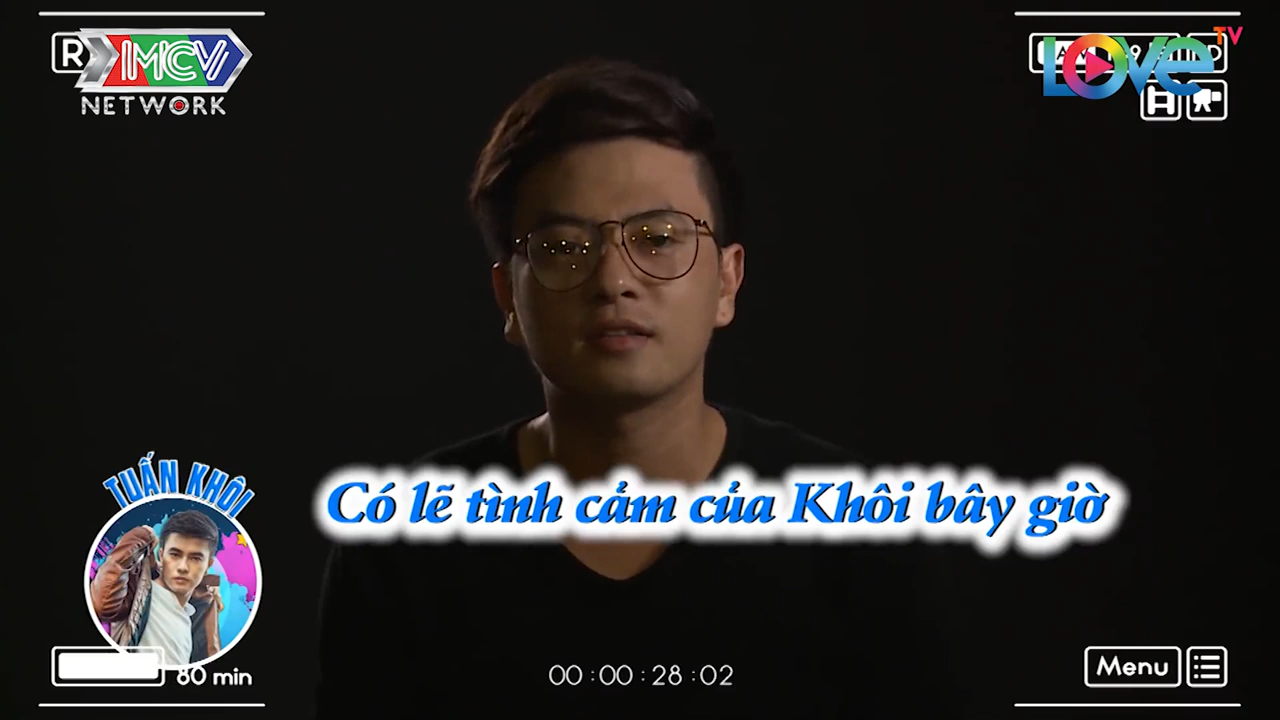 R
MCV
NETWORK
LOVE TV
TUẤN KHÔI
Có lẽ tình cảm của Khôi bây giờ
80 min
00:00:28:02
Menu